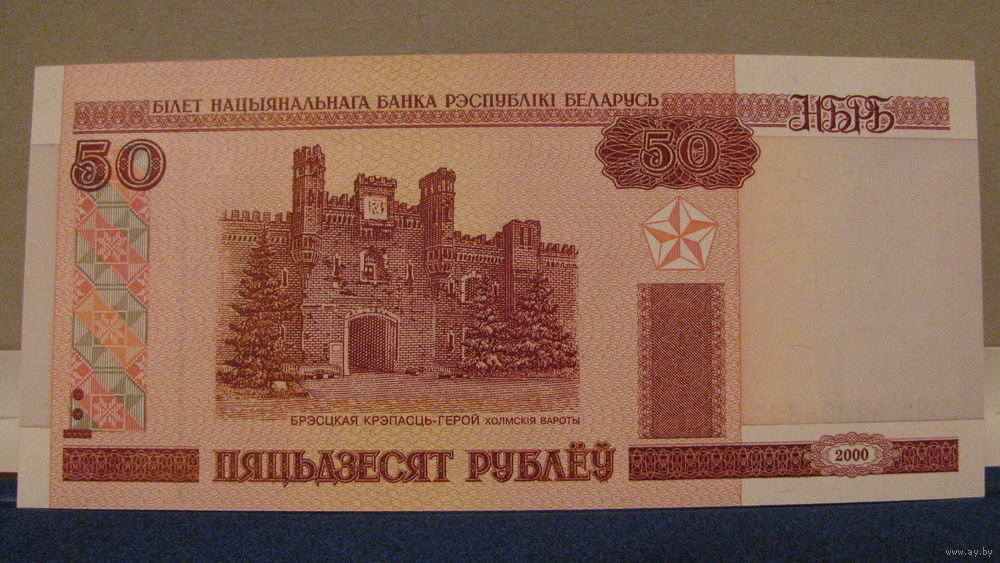 БІЛЕТ НАЦЫЯНАЛЬНАГА БАНКА РЭСПУБЛІКІ БЕЛАРУСЬ
НБРБ
50
50
БРЭСЦКАЯ КРЭПАСЦЬ-ГЕРОЙ ХОЛМСКІЯ ВАРОТЫ
ПЯЦЬДЗЕСЯТ РУБЛЁЎ
2000
www.ay.by